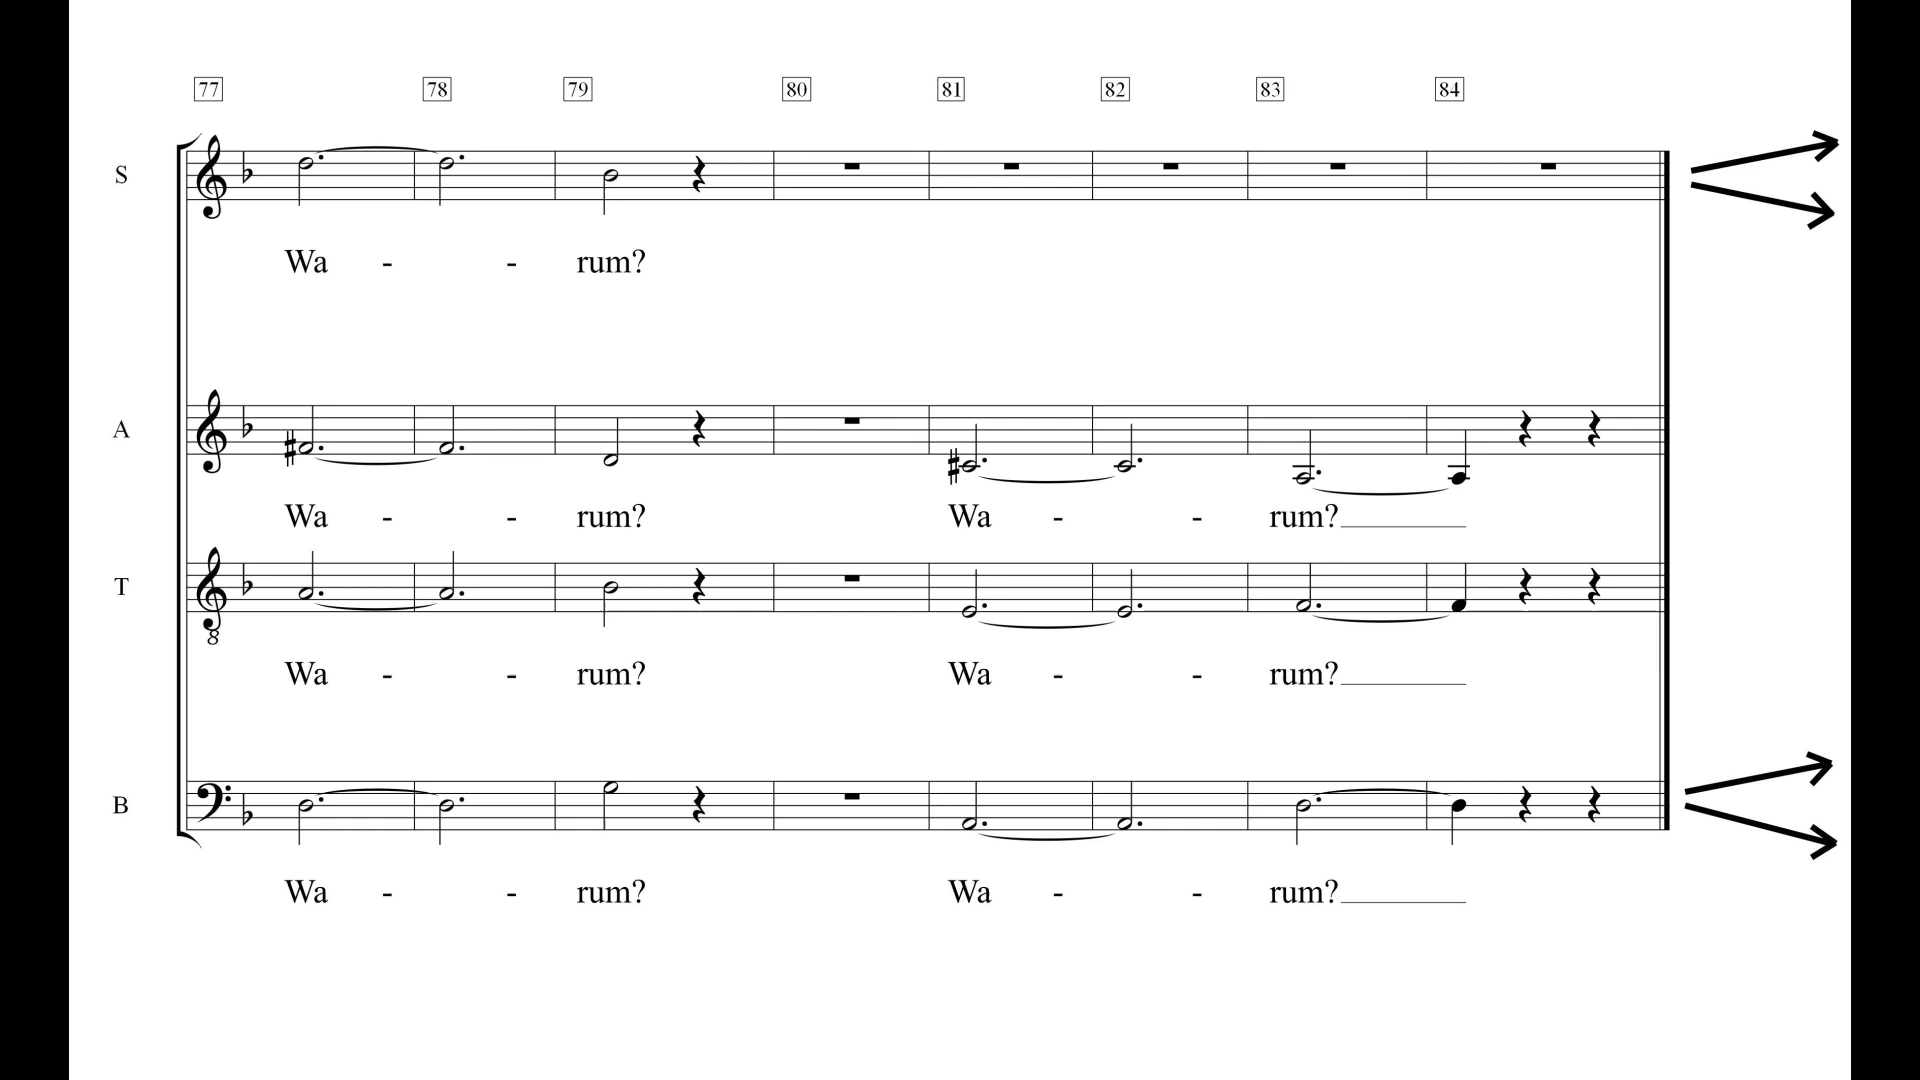 77 78 79 80 81 82 83 84
S
Wa - - rum?
A
Wa - - rum? Wa - - rum?
T
8
Wa - - rum? Wa - - rum?
B
Wa - - rum? Wa - - rum?